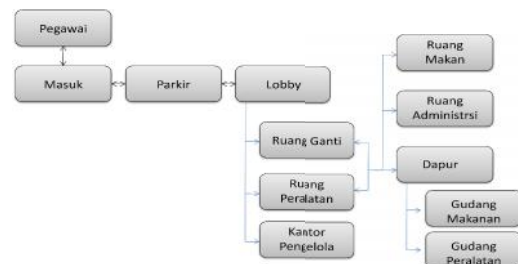 Pegawai
Masuk
Parkir
Lobby
Ruang Ganti
Ruang
Peralatan
Kantor
Pengelola
Ruang
Makan
Ruang
Administrsi
Dapur
Gudang
Makanan
Gudang
Peralatan